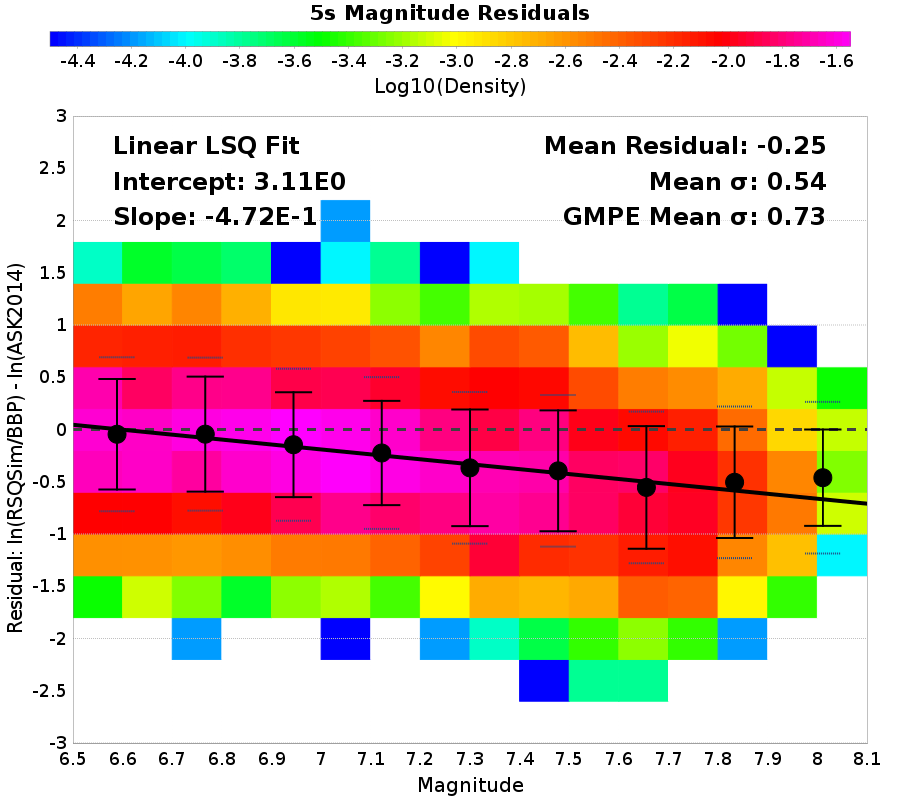 5s Magnitude Residuals
-4.4 -4.2 -4.0 -3.8 -3.6 -3.4 -3.2 -3.0 -2.8 -2.6 -2.4 -2.2 -2.0 -1.8 -1.6
Log10(Density)
Linear LSQ Fit
Intercept: 3.11E0
Slope: -4.72E-1
Mean Residual: -0.25
Mean σ: 0.54
GMPE Mean σ: 0.73
Residual: ln(RSQSim/BBP) - ln(ASK2014)
3
2.5
2
1.5
1
0.5
0
-0.5
-1
-1.5
-2
-2.5
-3
6.5 6.6 6.7 6.8 6.9 7 7.1 7.2 7.3 7.4 7.5 7.6 7.7 7.8 7.9 8 8.1
Magnitude